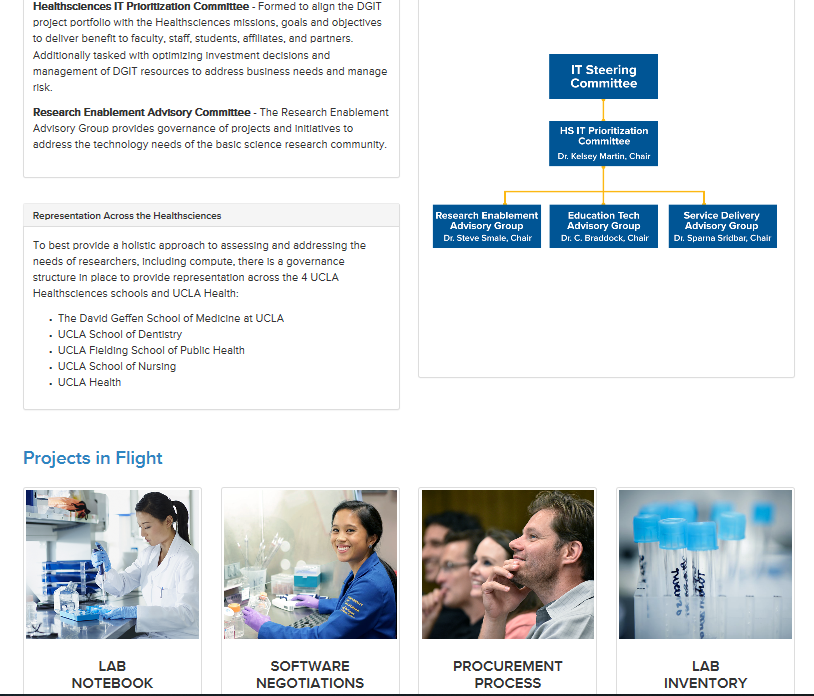 Healthsciences IT Prioritization Committee - Formed to align the DGIT
project portfolio with the Healthsciences missions, goals and objectives
to deliver benefit to faculty, staff, students, affiliates, and partners.
Additionally tasked with optimizing investment decisions and
management of DGIT resources to address business needs and manage
risk.
Research Enablement Advisory Committee - The Research Enablement
Advisory Group provides governance of projects and initiatives to
address the technology needs of the basic science research community.
Representation Across the Healthsciences
To best provide a holistic approach to assessing and addressing the
needs of researchers, including compute, there is a governance
structure in place to provide representation across the 4 UCLA
Healthsciences schools and UCLA Health:
• The David Geffen School of Medicine at UCLA
• UCLA School of Dentistry
• UCLA Fielding School of Public Health
• UCLA School of Nursing
• UCLA Health
IT Steering
Committee
HS IT Prioritization
Committee
Dr. Kelsey Martin, Chair
Research Enablement
Advisory Group
Dr. Steve Smale, Chair
Education Tech
Advisory Group
Dr. C. Braddock, Chair
Service Delivery
Advisory Group
Dr. Sparna Sridbar, Chair
Projects in Flight
LAB
NOTEBOOK
SOFTWARE
NEGOTIATIONS
PROCUREMENT
PROCESS
LAB
INVENTORY